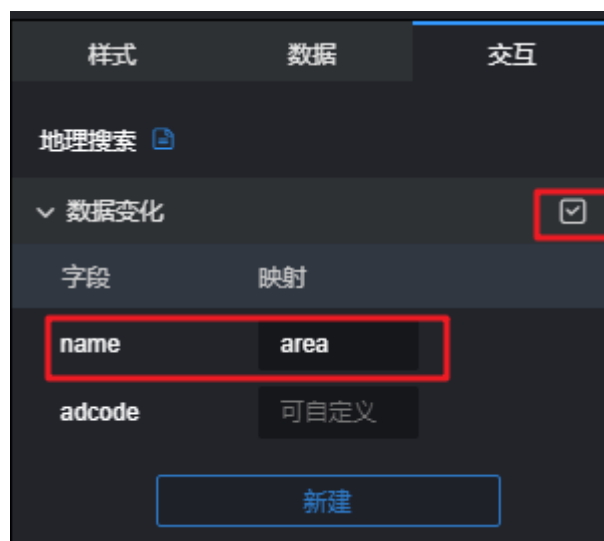 样式 数据 交互
地理搜索
数据变化
字段 映射
name area
adcode 可自定义
新建